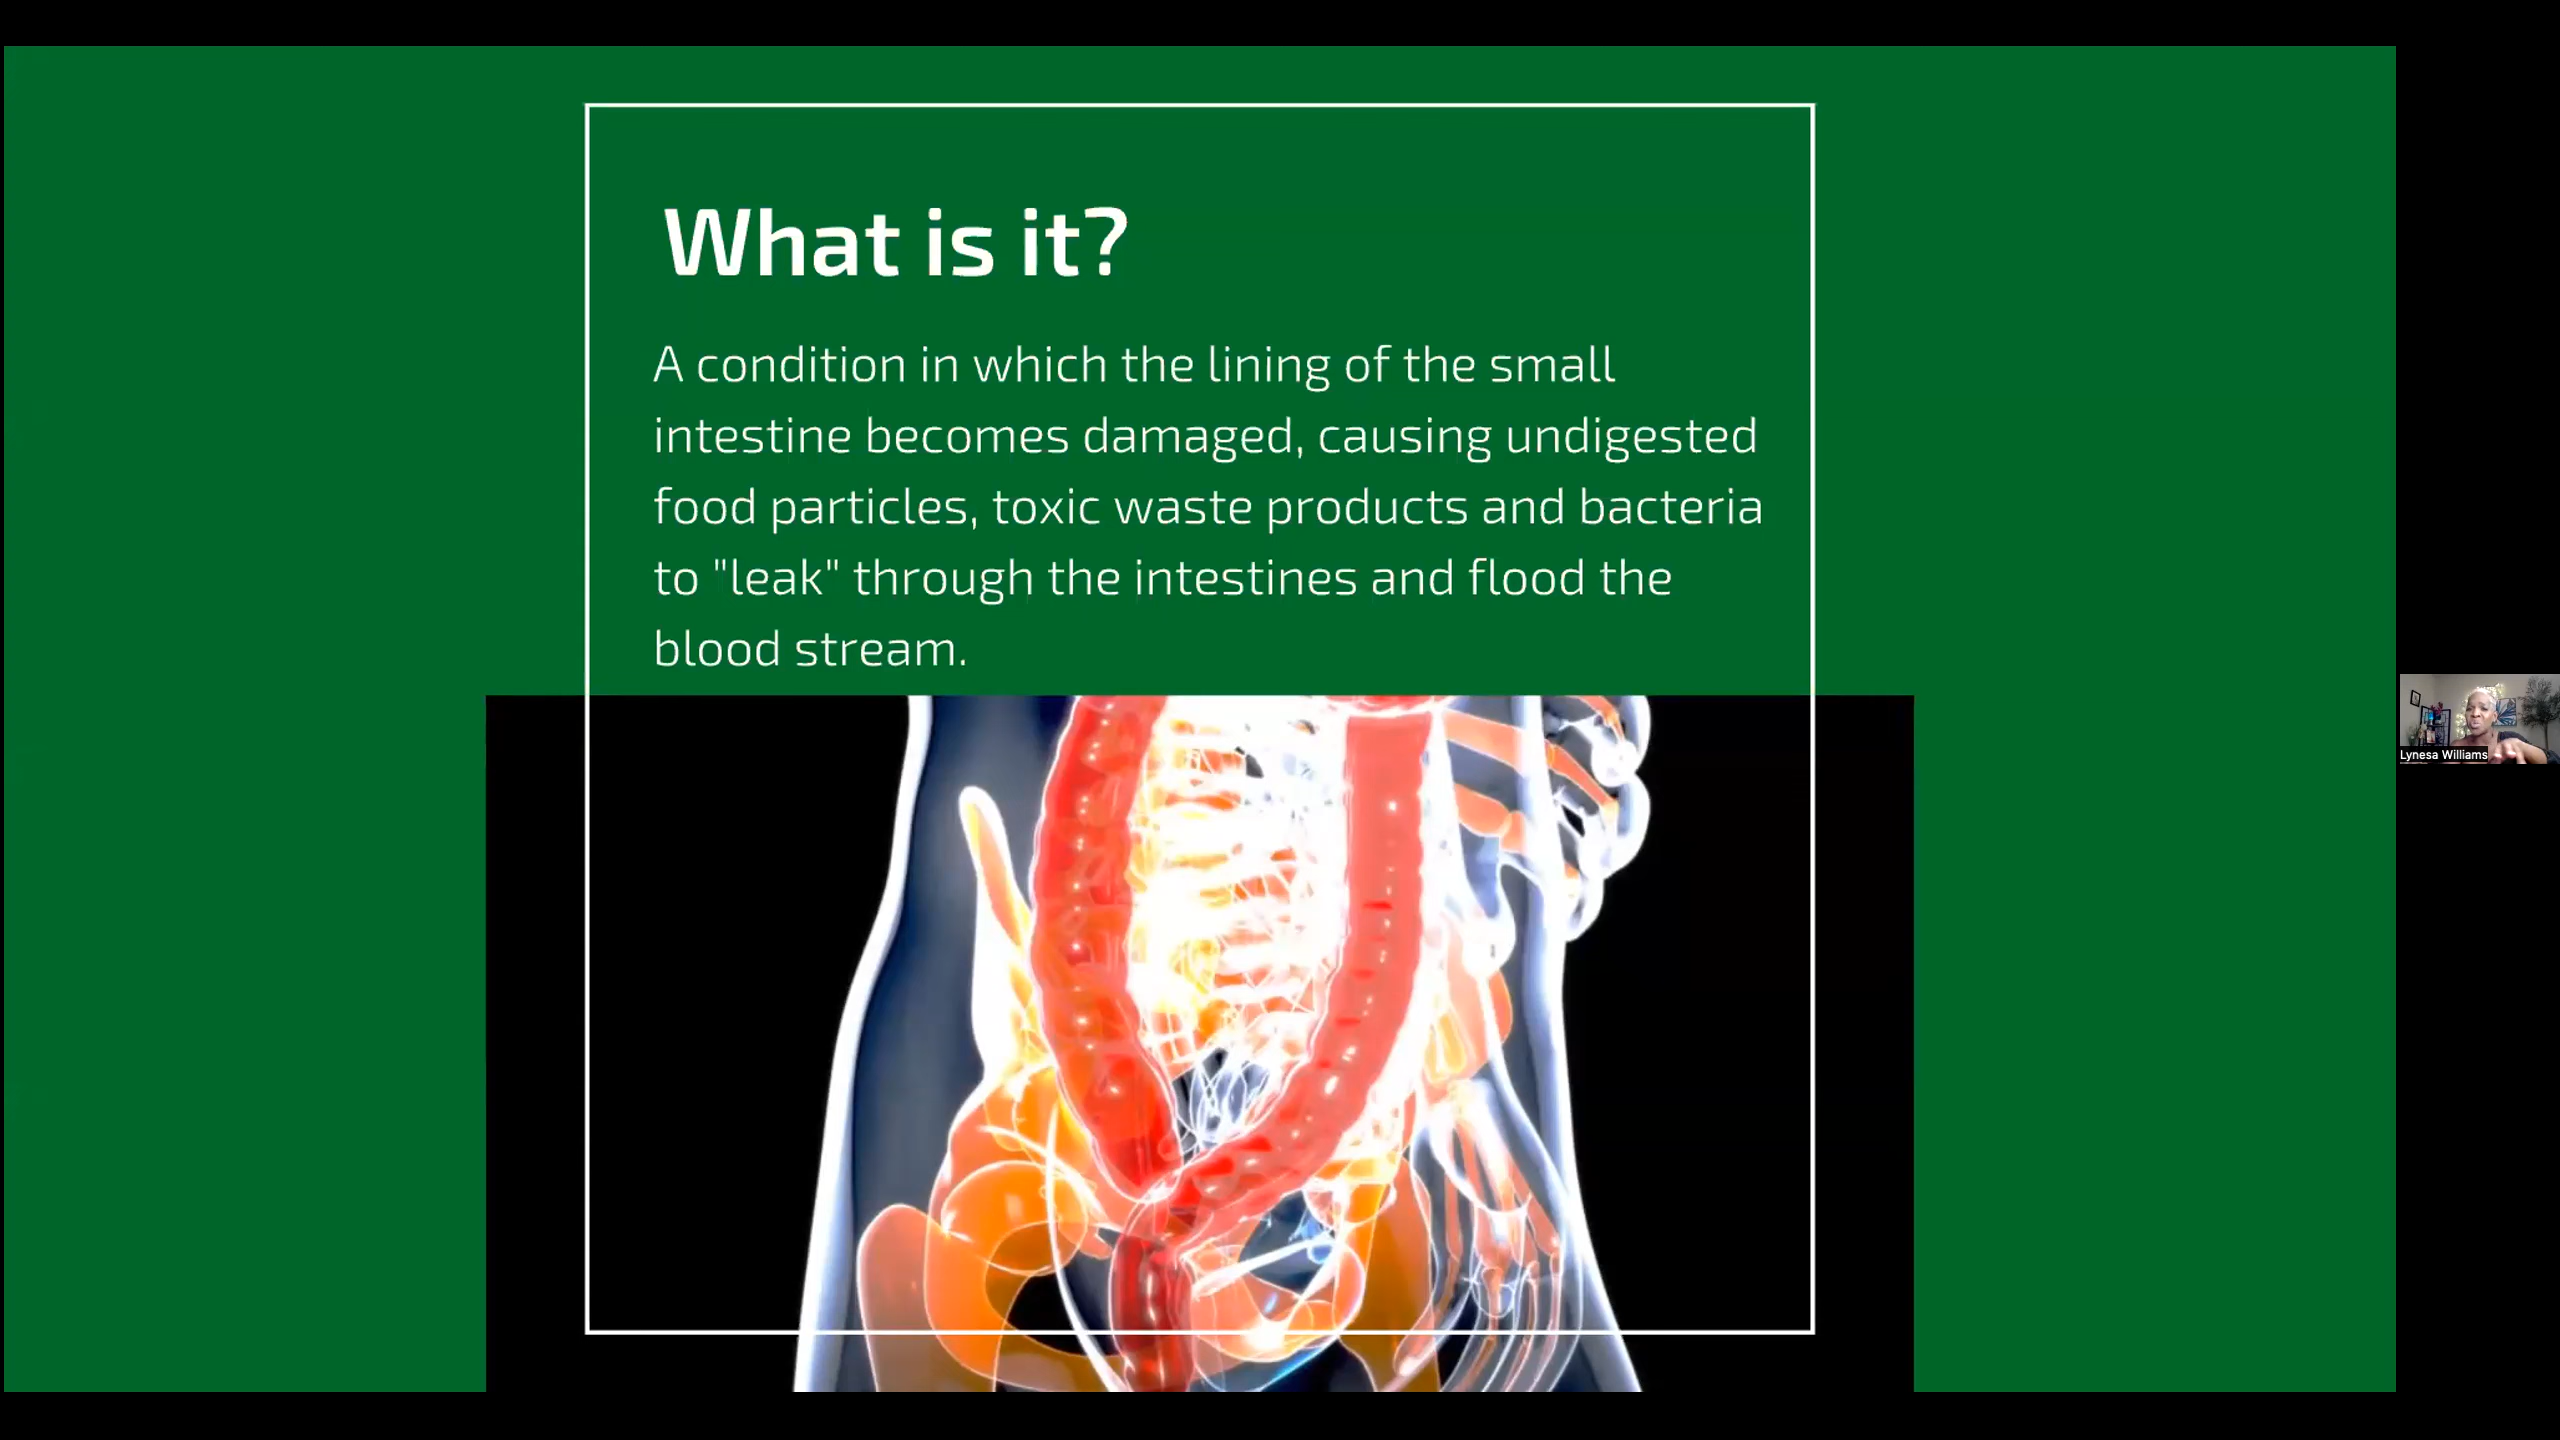 What is it?
A condition in which the lining of the small
intestine becomes damaged, causing undigested
food particles, toxic waste products and bacteria
to "leak" through the intestines and flood the
blood stream.
Lynesa Williams